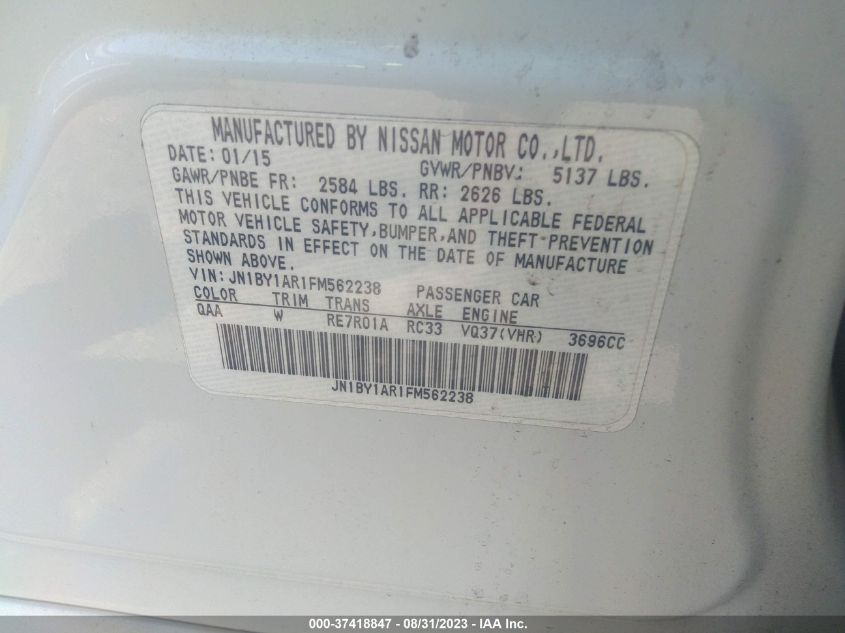 MANUFACTURED BY NISSAN MOTOR CO.,LTD.
DATE: 01/15 GVWR/PNBV: 5137 LBS.
GAWR/PNBE FR: 2584 LBS. RR: 2626 LBS.
THIS VEHICLE CONFORMS TO ALL APPLICABLE FEDERAL
MOTOR VEHICLE SAFETY,BUMPER,AND THEFT-PREVENTION
STANDARDS IN EFFECT ON THE DATE OF MANUFACTURE
SHOWN ABOVE.
VIN:JN1BY1AR1FM562238 PASSENGER CAR
COLOR TRIM TRANS AXLE ENGINE
QAA W RE7R01A RC33 VQ37(VHR) 3696CC
JN1BY1AR1FM562238
000-37418847 - 08/31/2023 - IAA Inc.